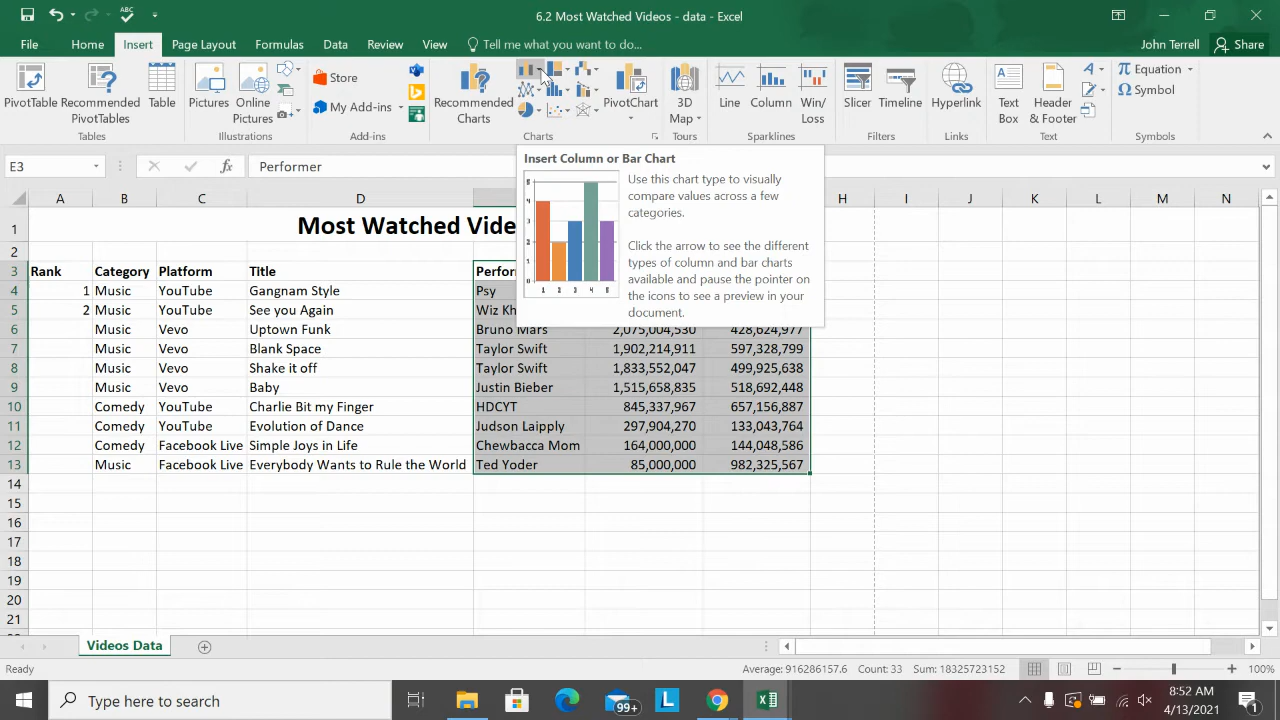 6.2 Most Watched Videos - data - Excel
File Home Insert Page Layout Formulas Data Review View Tell me what you want to do... John Terrell Share
PivotTable Recommended PivotTables Table
Tables
Pictures Online Pictures
Illustrations
Store
My Add-ins
Add-ins
Recommended Charts
PivotChart
Charts
3D Map
Tours
Line Column Win/Loss
Sparklines
Slicer Timeline
Filters
Hyperlink
Links
Text Box Header & Footer
Text
Equation
Symbol
Symbols
E3 fx Performer
Insert Column or Bar Chart
Use this chart type to visually
compare values across a few
categories.
Click the arrow to see the different
types of column and bar charts
available and pause the pointer on
the icons to see a preview in your
document.
A B C D H I J K L M N
1 Most Watched Vide
2
3 Rank Category Platform Title Perfor
4 1 Music YouTube Gangnam Style Psy
5 2 Music YouTube See you Again Wiz Kh
6 Music Vevo Uptown Funk Bruno Mars 2,075,004,530 428,624,977
7 Music Vevo Blank Space Taylor Swift 1,902,214,911 597,328,799
8 Music Vevo Shake it off Taylor Swift 1,833,552,047 499,925,638
9 Music Vevo Baby Justin Bieber 1,515,658,835 518,692,448
10 Comedy YouTube Charlie Bit my Finger HDCYT 845,337,967 657,156,887
11 Comedy YouTube Evolution of Dance Judson Laipply 297,904,270 133,043,764
12 Comedy Facebook Live Simple Joys in Life Chewbacca Mom 164,000,000 144,048,586
13 Music Facebook Live Everybody Wants to Rule the World Ted Yoder 85,000,000 982,325,567
14
15
16
17
18
19
20
21
Videos Data
Ready Average: 916286157.6 Count: 33 Sum: 18325723152 100%
Type here to search 99+ L 8:52 AM
4/13/2021 1